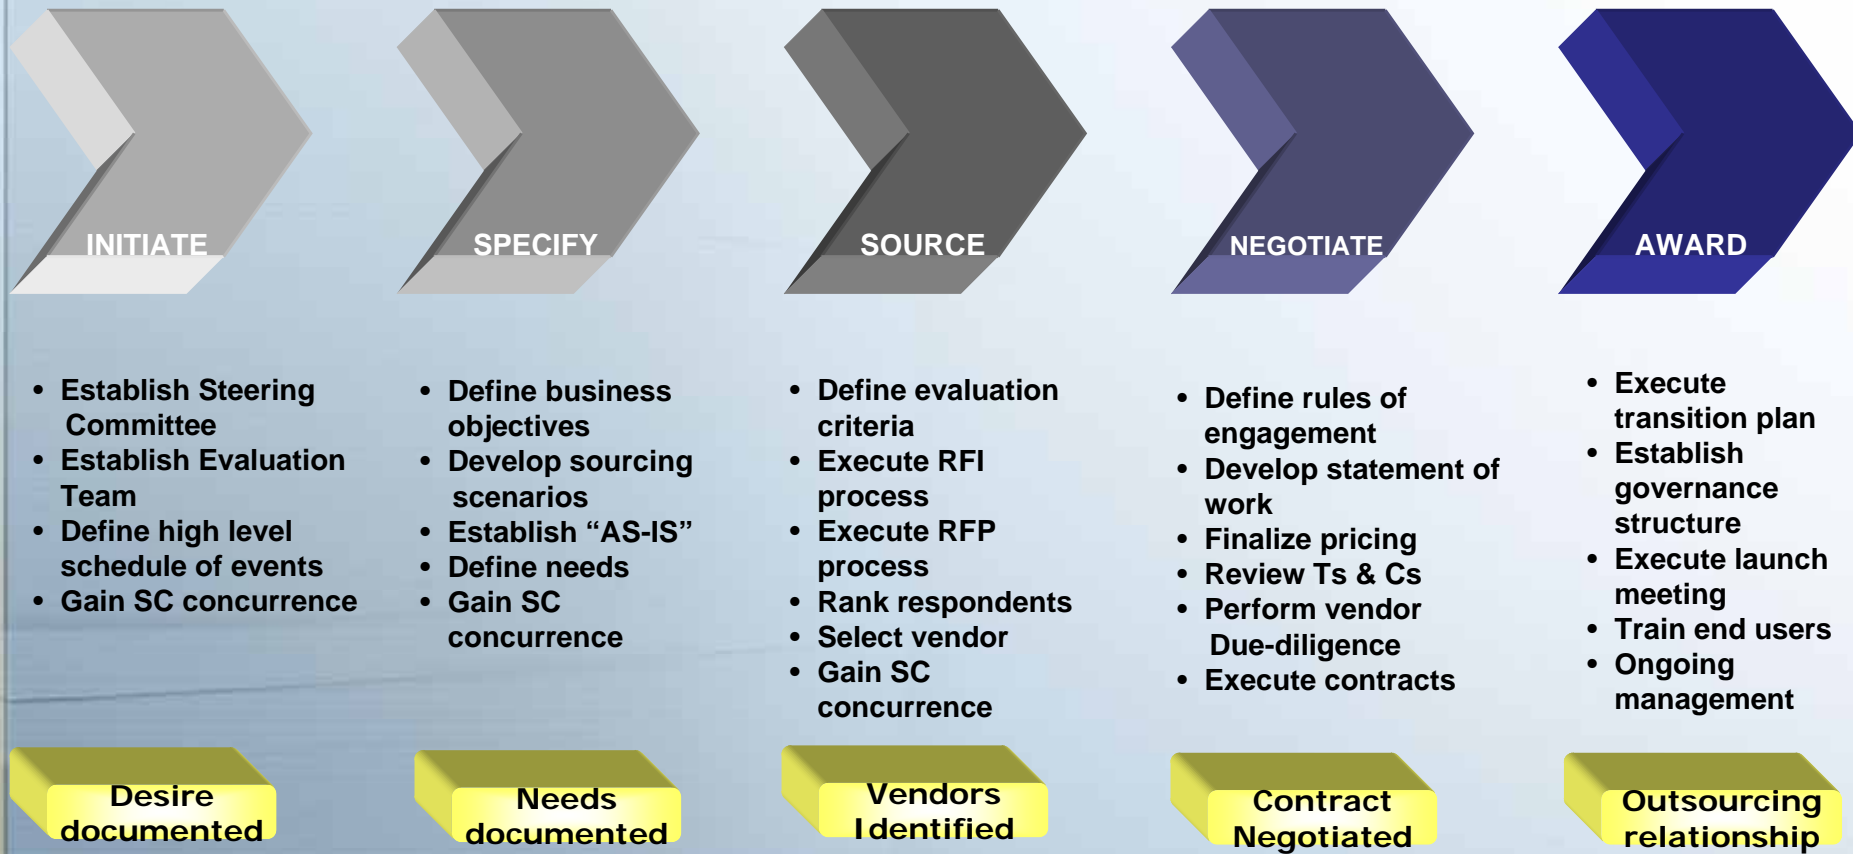 INITIATE
SPECIFY
SOURCE
NEGOTIATE
AWARD
• Establish Steering
Committee
• Establish Evaluation
Team
• Define high level
schedule of events
• Gain SC concurrence
• Define business
objectives
• Develop sourcing
scenarios
• Establish “AS-IS”
• Define needs
• Gain SC
concurrence
• Define evaluation
criteria
• Execute RFI
process
• Execute RFP
process
• Rank respondents
• Select vendor
• Gain SC
concurrence
• Define rules of
engagement
• Develop statement of
work
• Finalize pricing
• Review Ts & Cs
• Perform vendor
Due-diligence
• Execute contracts
• Execute
transition plan
• Establish
governance
structure
• Execute launch
meeting
• Train end users
• Ongoing
management
Desire
documented
Needs
documented
Vendors
Identified
Contract
Negotiated
Outsourcing
relationship